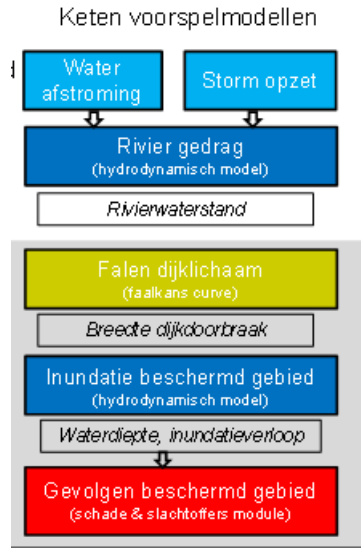 Keten voorspelmodellen
d
Water
afstroming
Storm opzet
Rivier gedrag
(hydrodynamisch model)
Rivierwaterstand
Falen dijklichaam
(faalkans curve)
Breedte dijkdoorbraak
Inundatie beschermd gebied
(hydrodynamisch model)
Waterdiepte, inundatieverloop
Gevolgen beschermd gebied
(schade & slachtoffers module)